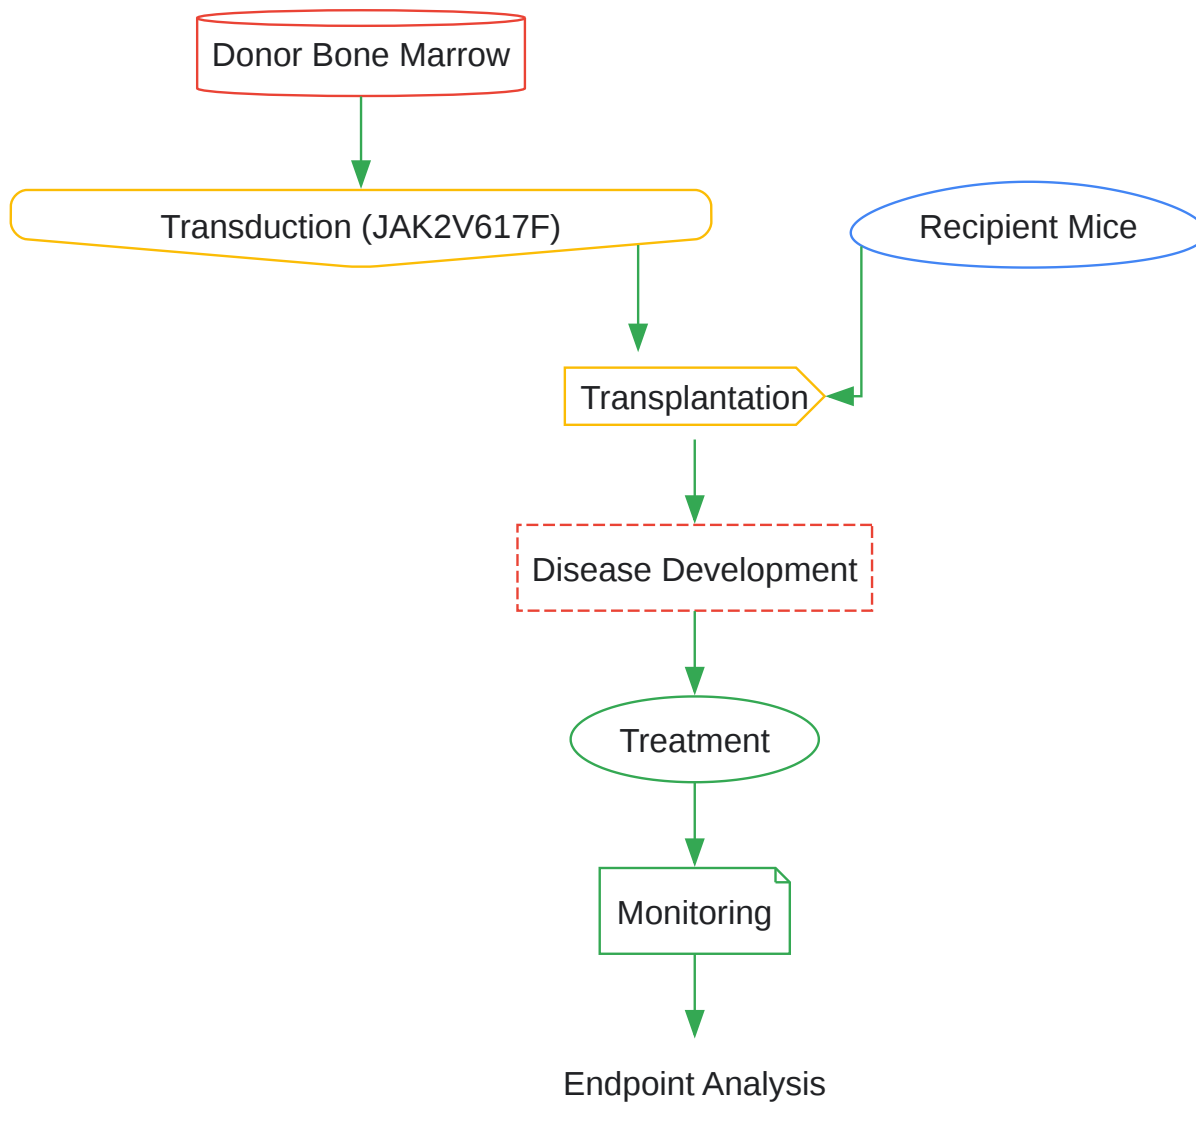 Donor Bone Marrow
Transduction (JAK2V617F)
Recipient Mice
Transplantation
Disease Development
Treatment
Monitoring
Endpoint Analysis